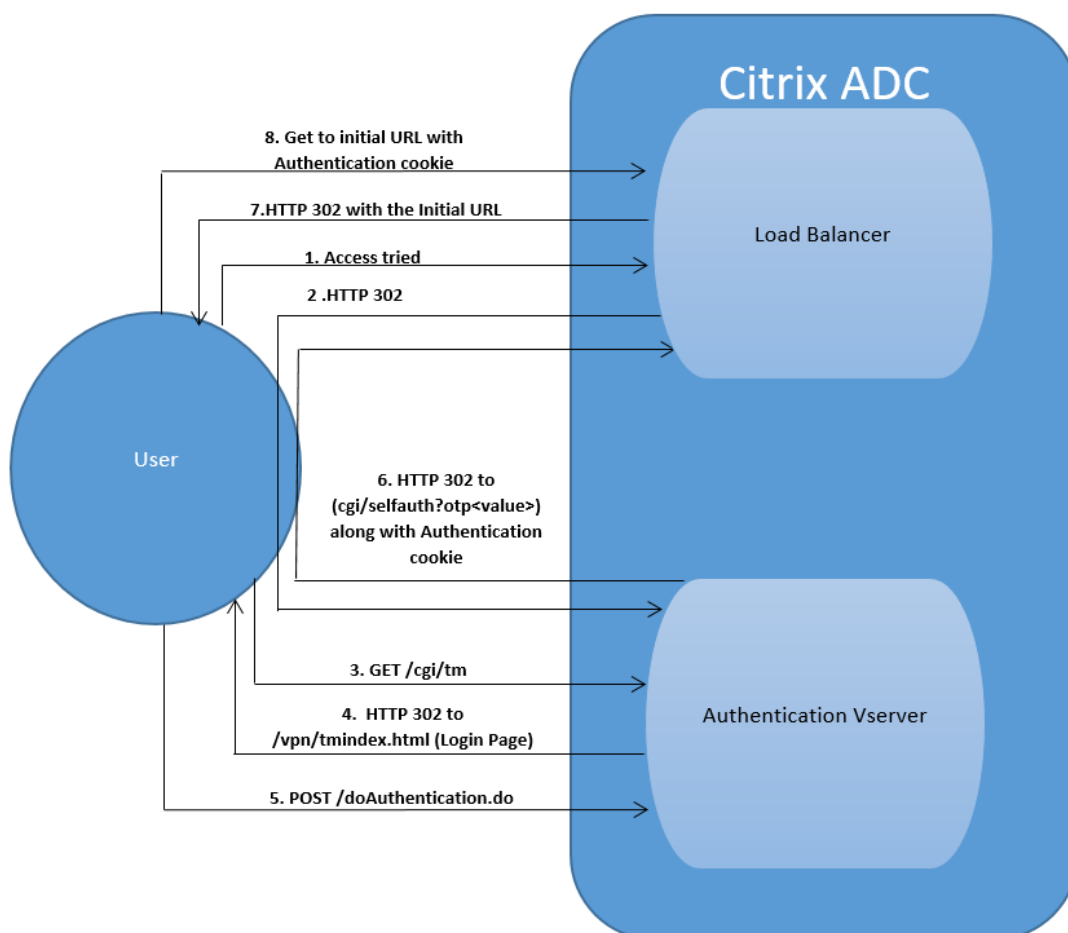 Citrix ADC
8. Get to initial URL with
Authentication cookie
7.HTTP 302 with the Initial URL
Load Balancer
1. Access tried
2 .HTTP 302
User
6. HTTP 302 to
(cgi/selfauth?otp<value>)
along with Authentication
cookie
3. GET /cgi/tm
4. HTTP 302 to
/vpn/tmindex.html (Login Page)
Authentication Vserver
5. POST /doAuthentication.do